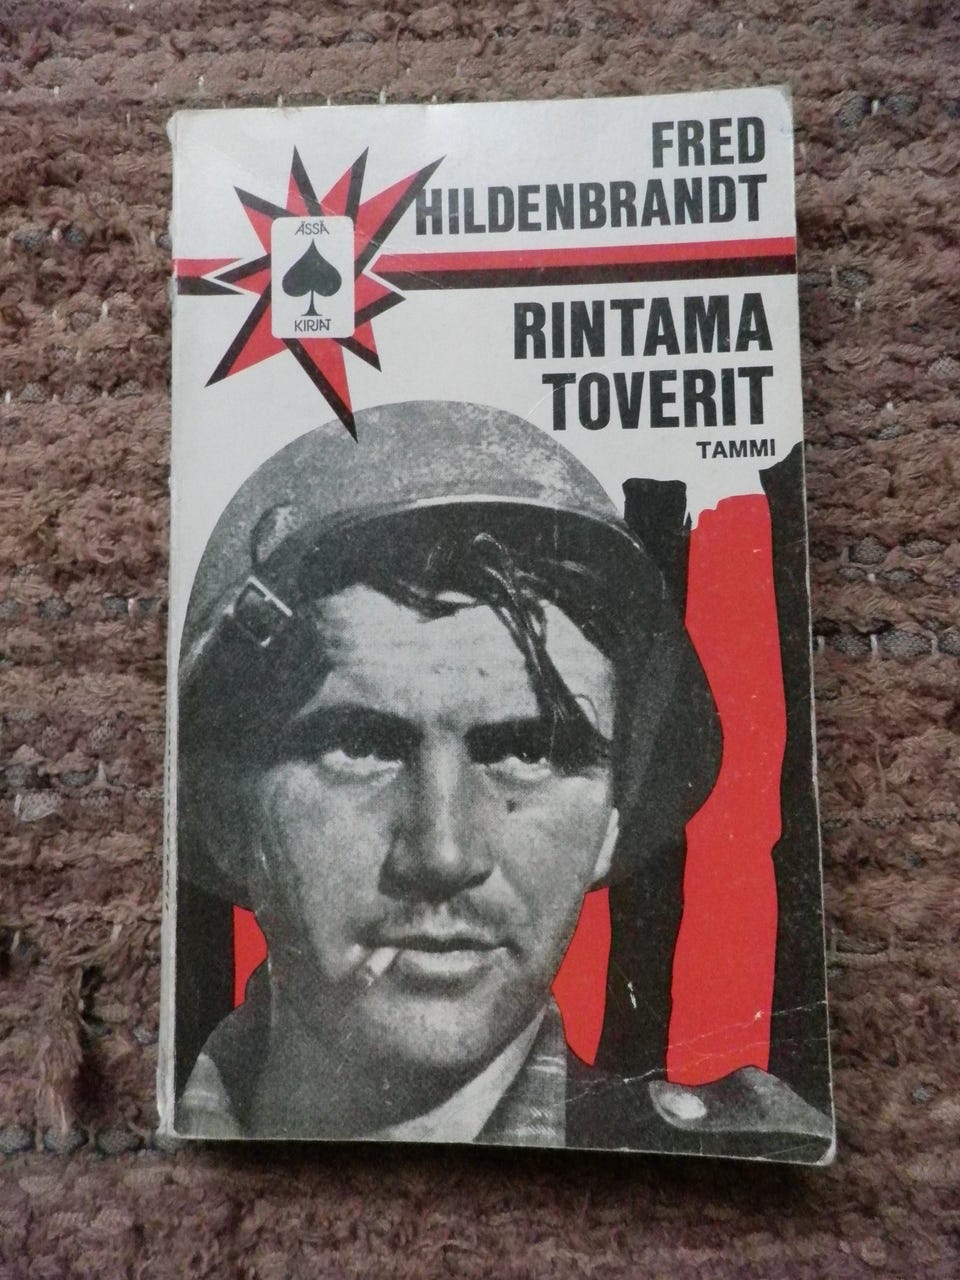 FRED
HILDENBRANDT
ÄSSÄ
KIRJAT
RINTAMA
TOVERIT
TAMMI